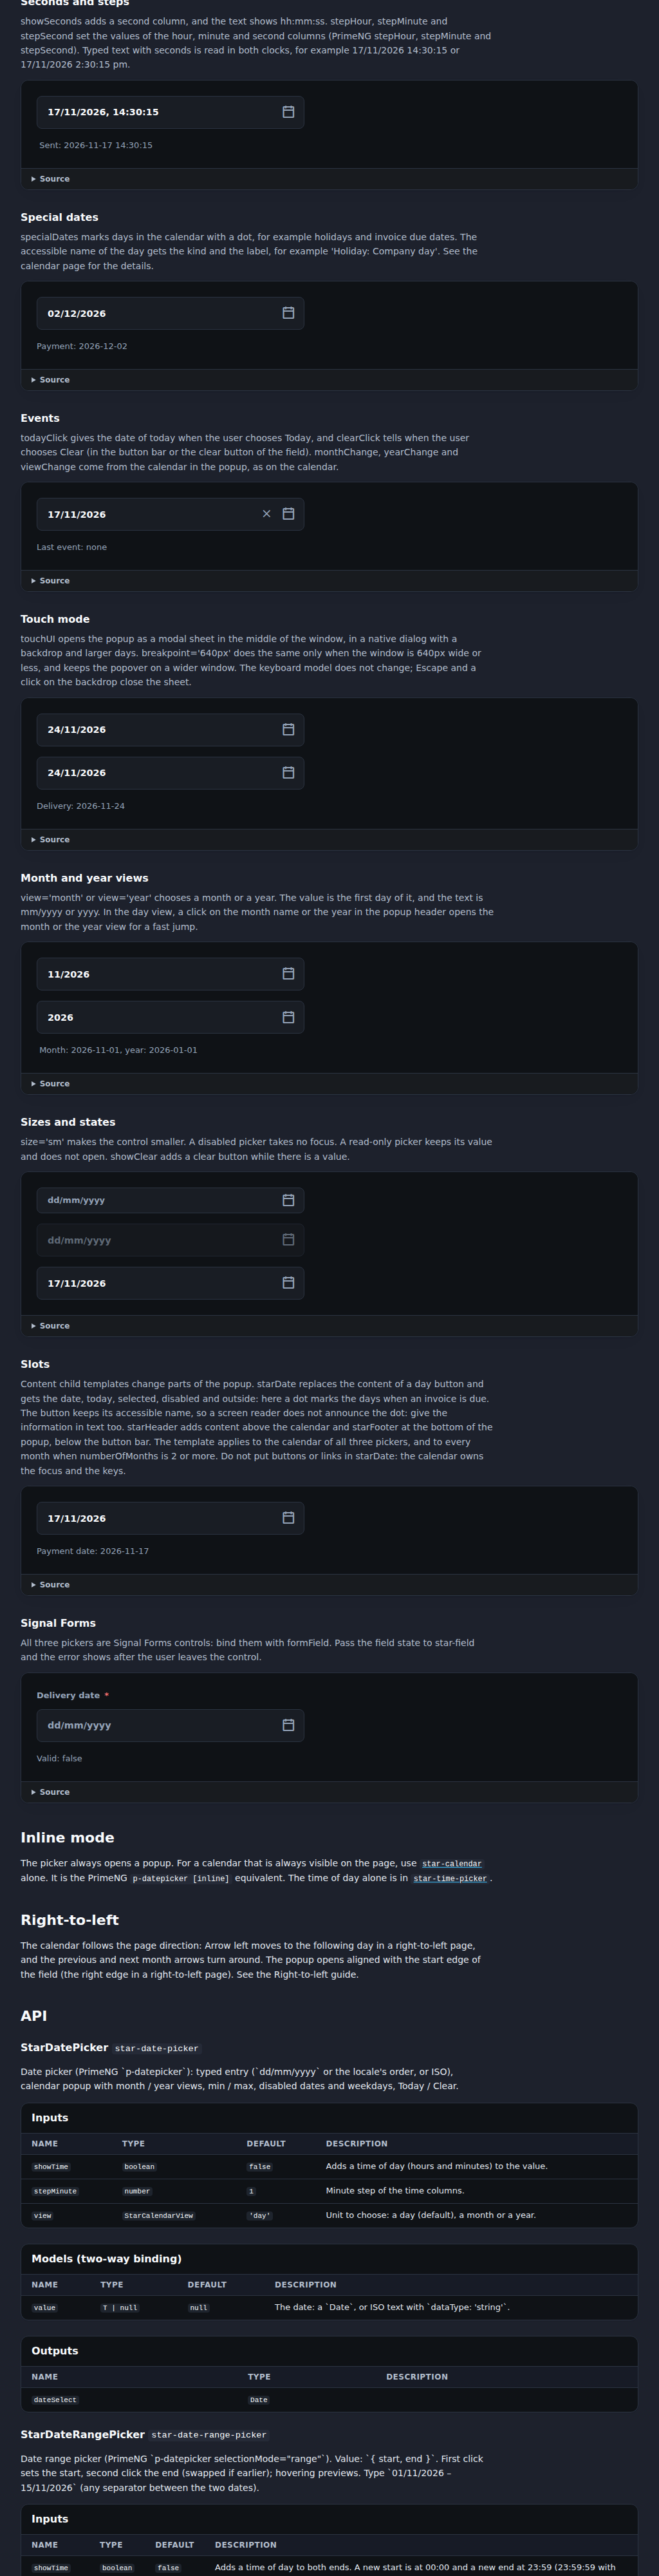 Seconds and steps
showSeconds adds a second column, and the text shows hh:mm:ss. stepHour, stepMinute and
stepSecond set the values of the hour, minute and second columns (PrimeNG stepHour, stepMinute and
stepSecond). Typed text with seconds is read in both clocks, for example 17/11/2026 14:30:15 or
17/11/2026 2:30:15 pm.
17/11/2026, 14:30:15
Sent: 2026-11-17 14:30:15
Source
Special dates
specialDates marks days in the calendar with a dot, for example holidays and invoice due dates. The
accessible name of the day gets the kind and the label, for example 'Holiday: Company day'. See the
calendar page for the details.
02/12/2026
Payment: 2026-12-02
Source
Events
todayClick gives the date of today when the user chooses Today, and clearClick tells when the user
chooses Clear (in the button bar or the clear button of the field). monthChange, yearChange and
viewChange come from the calendar in the popup, as on the calendar.
17/11/2026
Last event: none
Source
Touch mode
touchUI opens the popup as a modal sheet in the middle of the window, in a native dialog with a
backdrop and larger days. breakpoint='640px' does the same only when the window is 640px wide or
less, and keeps the popover on a wider window. The keyboard model does not change; Escape and a
click on the backdrop close the sheet.
24/11/2026
24/11/2026
Delivery: 2026-11-24
Source
Month and year views
view='month' or view='year' chooses a month or a year. The value is the first day of it, and the text is
mm/yyyy or yyyy. In the day view, a click on the month name or the year in the popup header opens the
month or the year view for a fast jump.
11/2026
2026
Month: 2026-11-01, year: 2026-01-01
Source
Sizes and states
size='sm' makes the control smaller. A disabled picker takes no focus. A read-only picker keeps its value
and does not open. showClear adds a clear button while there is a value.
dd/mm/yyyy
dd/mm/yyyy
17/11/2026
Source
Slots
Content child templates change parts of the popup. starDate replaces the content of a day button and
gets the date, today, selected, disabled and outside: here a dot marks the days when an invoice is due.
The button keeps its accessible name, so a screen reader does not announce the dot: give the
information in text too. starHeader adds content above the calendar and starFooter at the bottom of the
popup, below the button bar. The template applies to the calendar of all three pickers, and to every
month when numberOfMonths is 2 or more. Do not put buttons or links in starDate: the calendar owns
the focus and the keys.
17/11/2026
Payment date: 2026-11-17
Source
Signal Forms
All three pickers are Signal Forms controls: bind them with formField. Pass the field state to star-field
and the error shows after the user leaves the control.
Delivery date *
dd/mm/yyyy
Valid: false
Source
Inline mode
The picker always opens a popup. For a calendar that is always visible on the page, use star-calendar
alone. It is the PrimeNG p-datepicker [inline] equivalent. The time of day alone is in star-time-picker .
Right-to-left
The calendar follows the page direction: Arrow left moves to the following day in a right-to-left page,
and the previous and next month arrows turn around. The popup opens aligned with the start edge of
the field (the right edge in a right-to-left page). See the Right-to-left guide.
API
StarDatePicker star-date-picker
Date picker (PrimeNG `p-datepicker`): typed entry (`dd/mm/yyyy` or the locale's order, or ISO),
calendar popup with month / year views, min / max, disabled dates and weekdays, Today / Clear.
Inputs
NAME TYPE DEFAULT DESCRIPTION
showTime boolean false Adds a time of day (hours and minutes) to the value.
stepMinute number 1 Minute step of the time columns.
view StarCalendarView 'day' Unit to choose: a day (default), a month or a year.
Models (two-way binding)
NAME TYPE DEFAULT DESCRIPTION
value T | null null The date: a `Date`, or ISO text with `dataType: 'string'`.
Outputs
NAME TYPE DESCRIPTION
dateSelect Date
StarDateRangePicker star-date-range-picker
Date range picker (PrimeNG `p-datepicker selectionMode="range"`). Value: `{ start, end }`. First click
sets the start, second click the end (swapped if earlier); hovering previews. Type `01/11/2026 –
15/11/2026` (any separator between the two dates).
Inputs
NAME TYPE DEFAULT DESCRIPTION
showTime boolean false Adds a time of day to both ends. A new start is at 00:00 and a new end at 23:59 (23:59:59 with